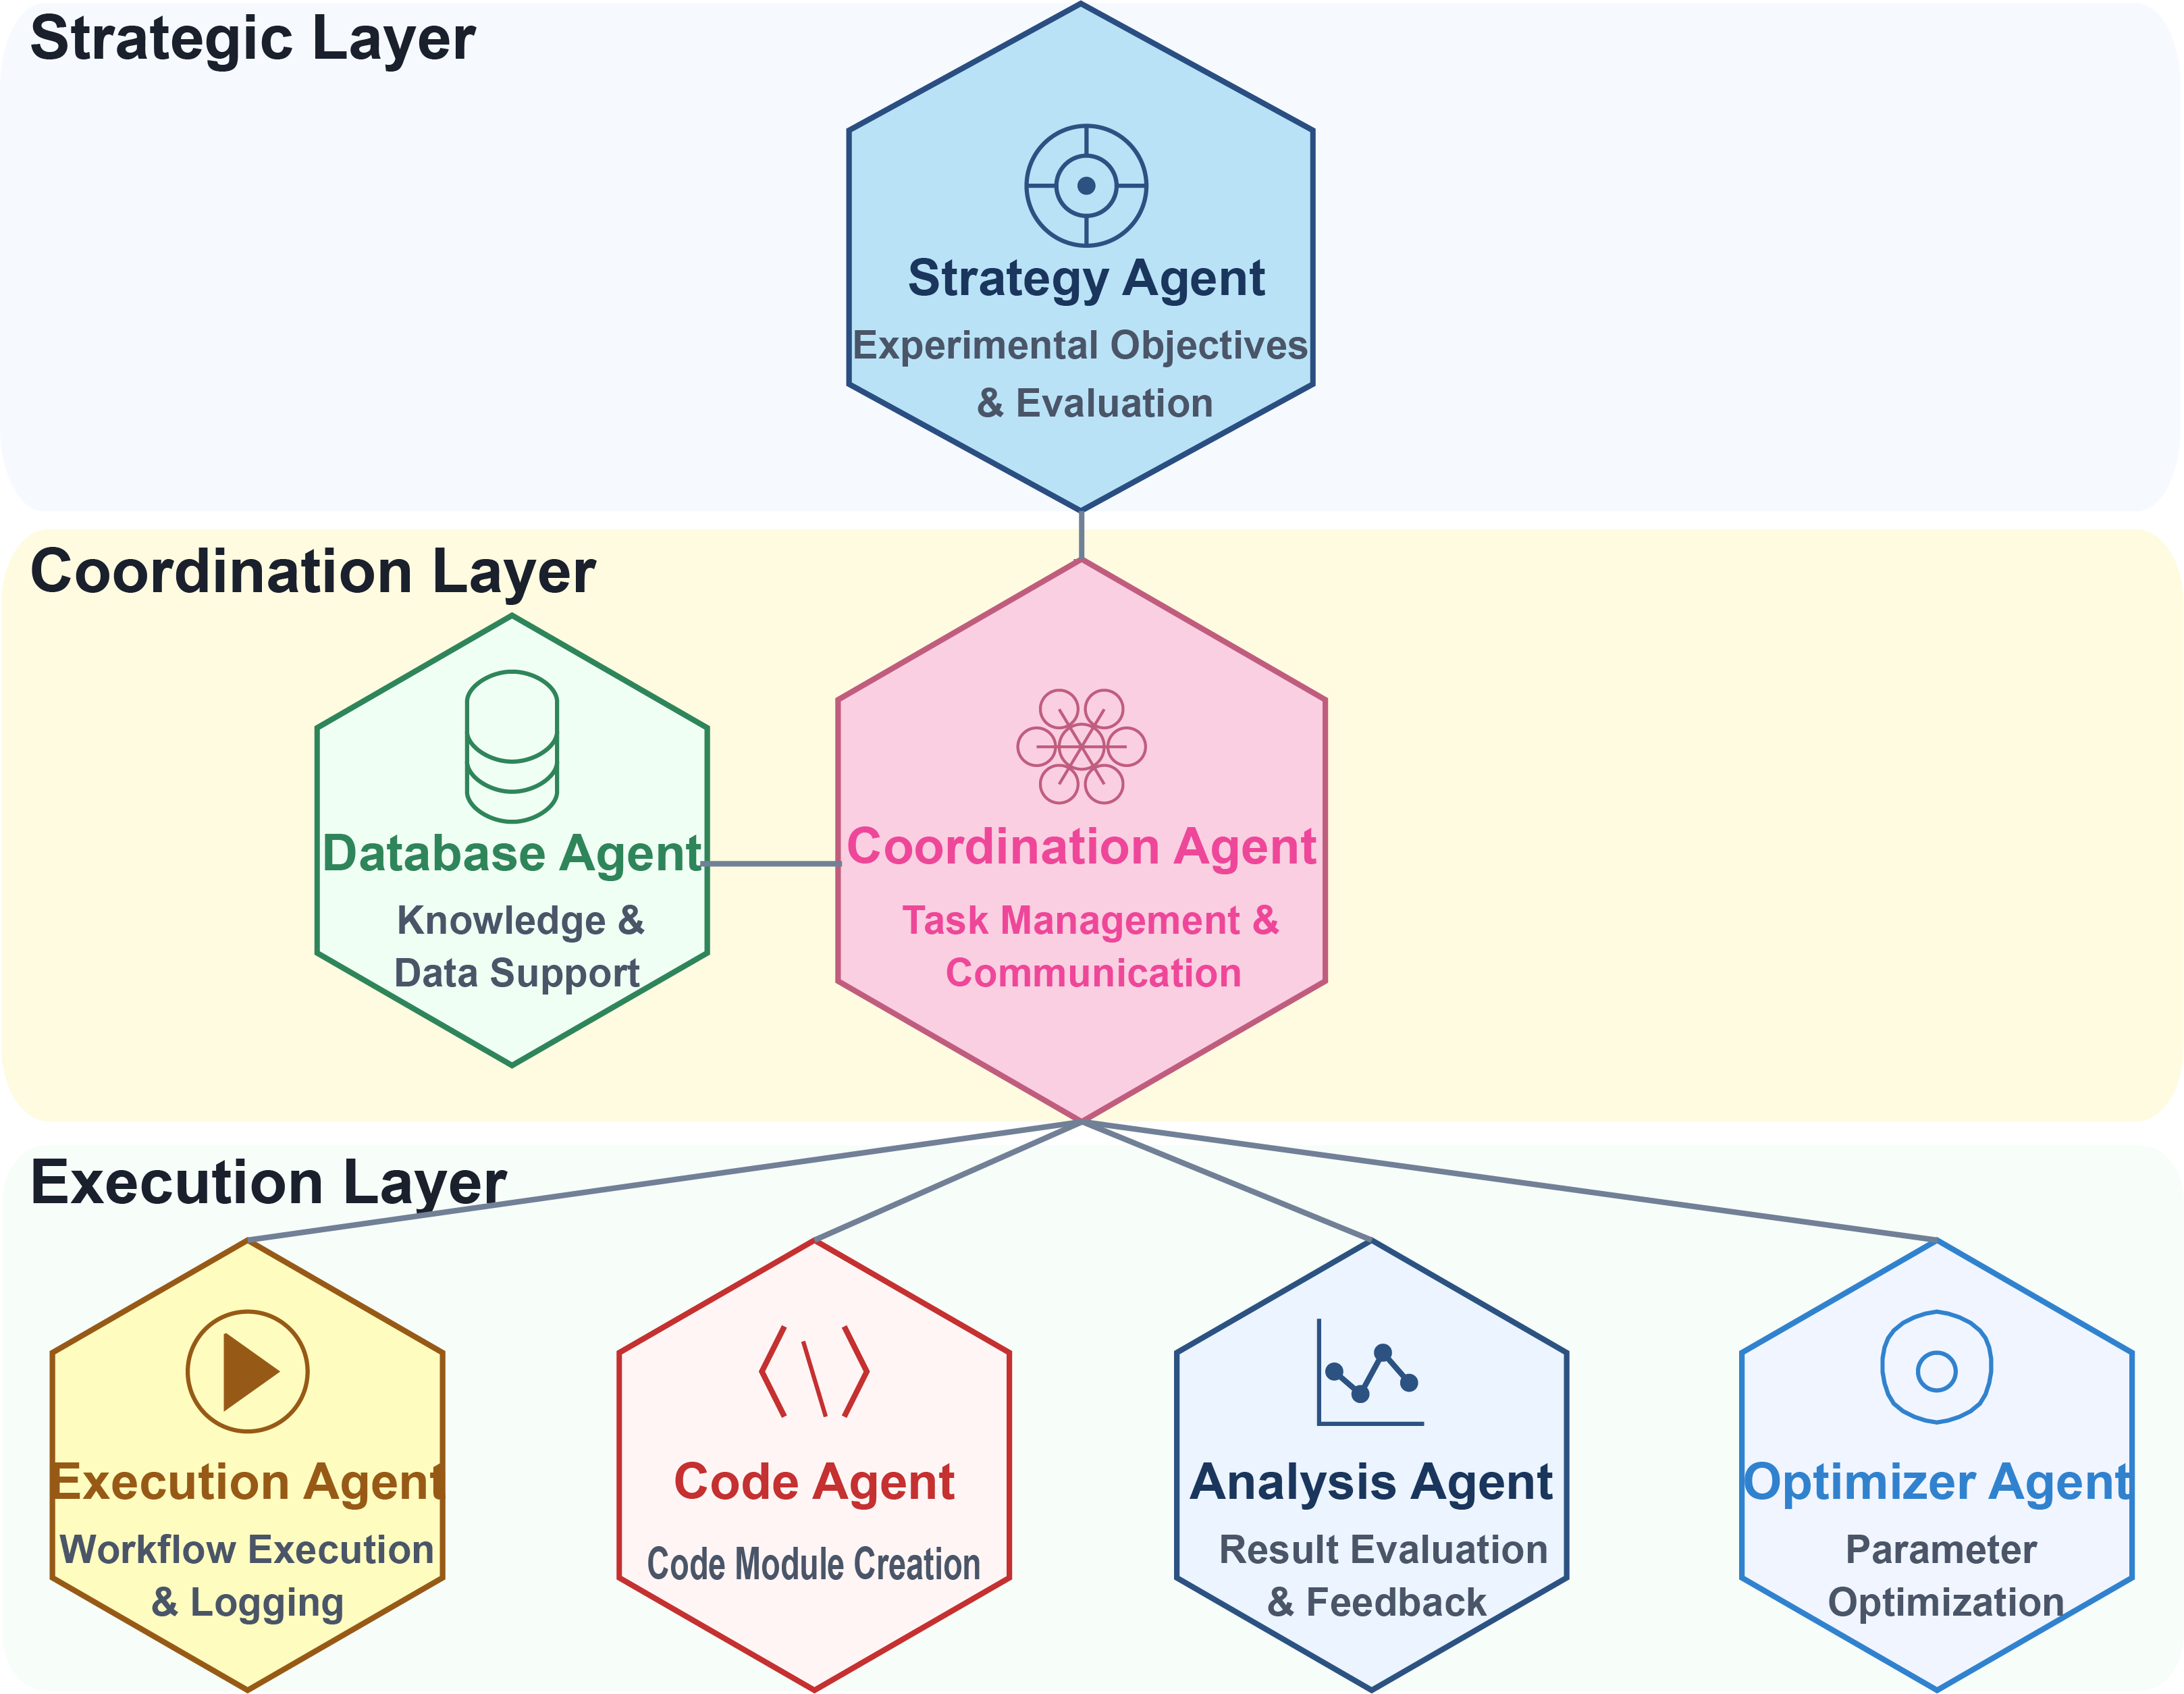 Strategic Layer
Strategy Agent
Experimental Objectives
& Evaluation
Coordination Layer
Database Agent
Knowledge &
Data Support
Coordination Agent
Task Management &
Communication
Execution Layer
Execution Agent
Workflow Execution
& Logging
Code Agent
Code Module Creation
Analysis Agent
Result Evaluation
& Feedback
Optimizer Agent
Parameter
Optimization